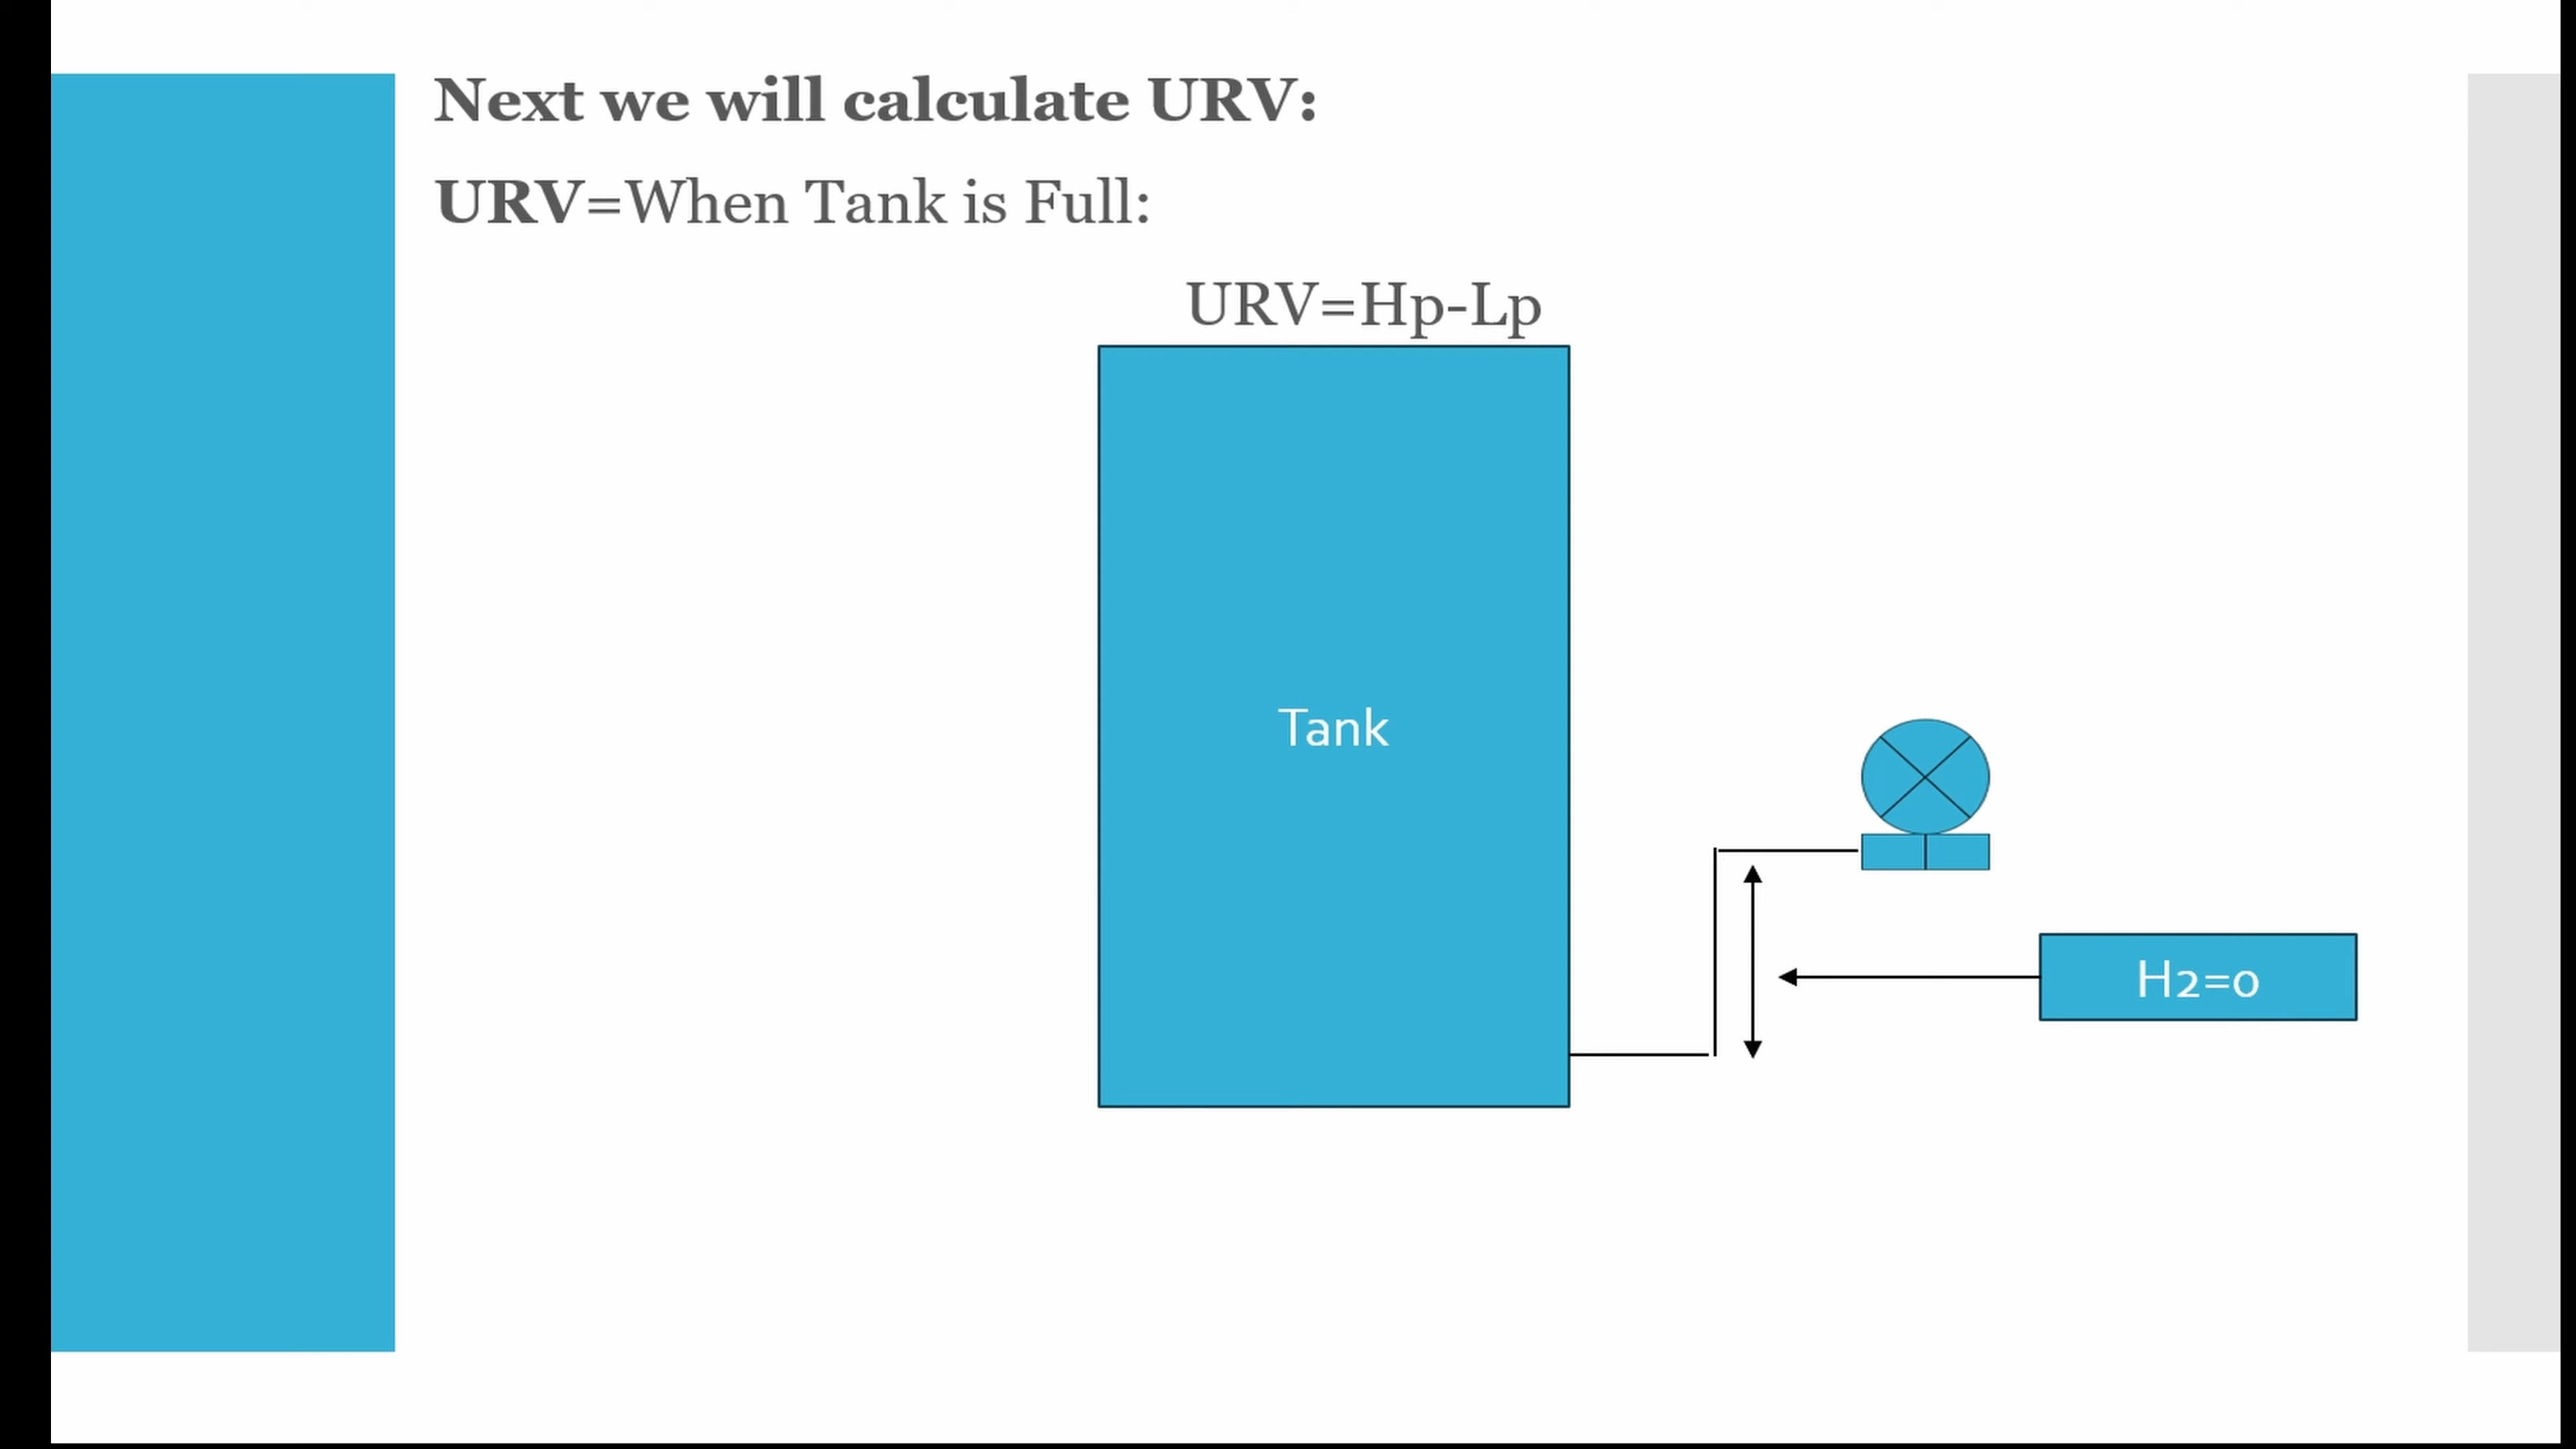 Next we will calculate URV:
URV=When Tank is Full:
URV=Hp-Lp
Tank
H2=0